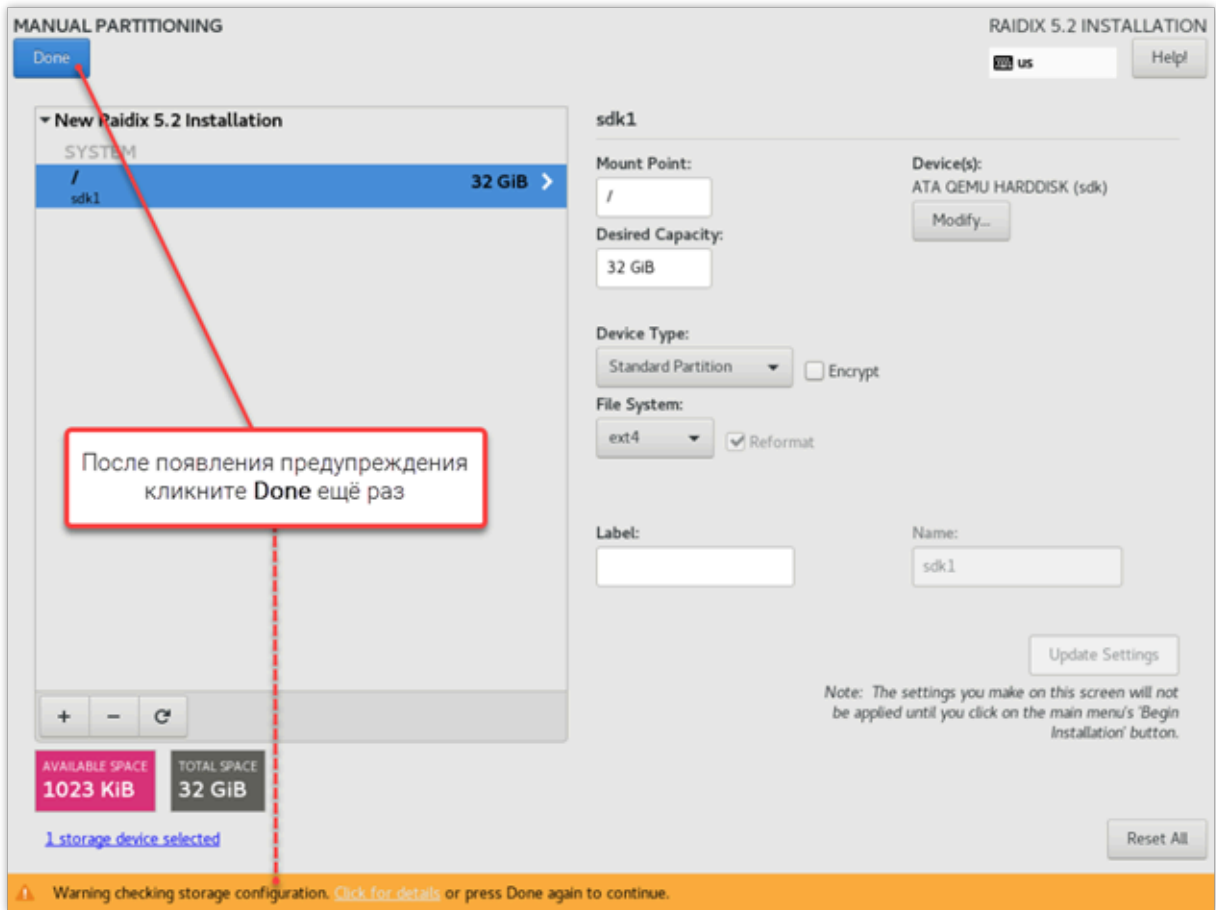 MANUAL PARTITIONING
RAIDIX 5.2 INSTALLATION
Done
us
Help!
New Raidix 5.2 Installation
SYSTEM
/
32 GiB
sdk1
sdk1
Mount Point:
/
Device(s):
ATA QEMU HARDDISK (sdk)
Modify...
Desired Capacity:
32 GiB
Device Type:
Standard Partition
Encrypt
File System:
ext4
Reformat
После появления предупреждения
кликните Done ещё раз
Label:
Name:
sdk1
Update Settings
Note: The settings you make on this screen will not
be applied until you click on the main menu's 'Begin
Installation' button.
+ -
AVAILABLE SPACE
1023 KiB
TOTAL SPACE
32 GiB
1 storage device selected
Reset All
Warning checking storage configuration. Click for details or press Done again to continue.